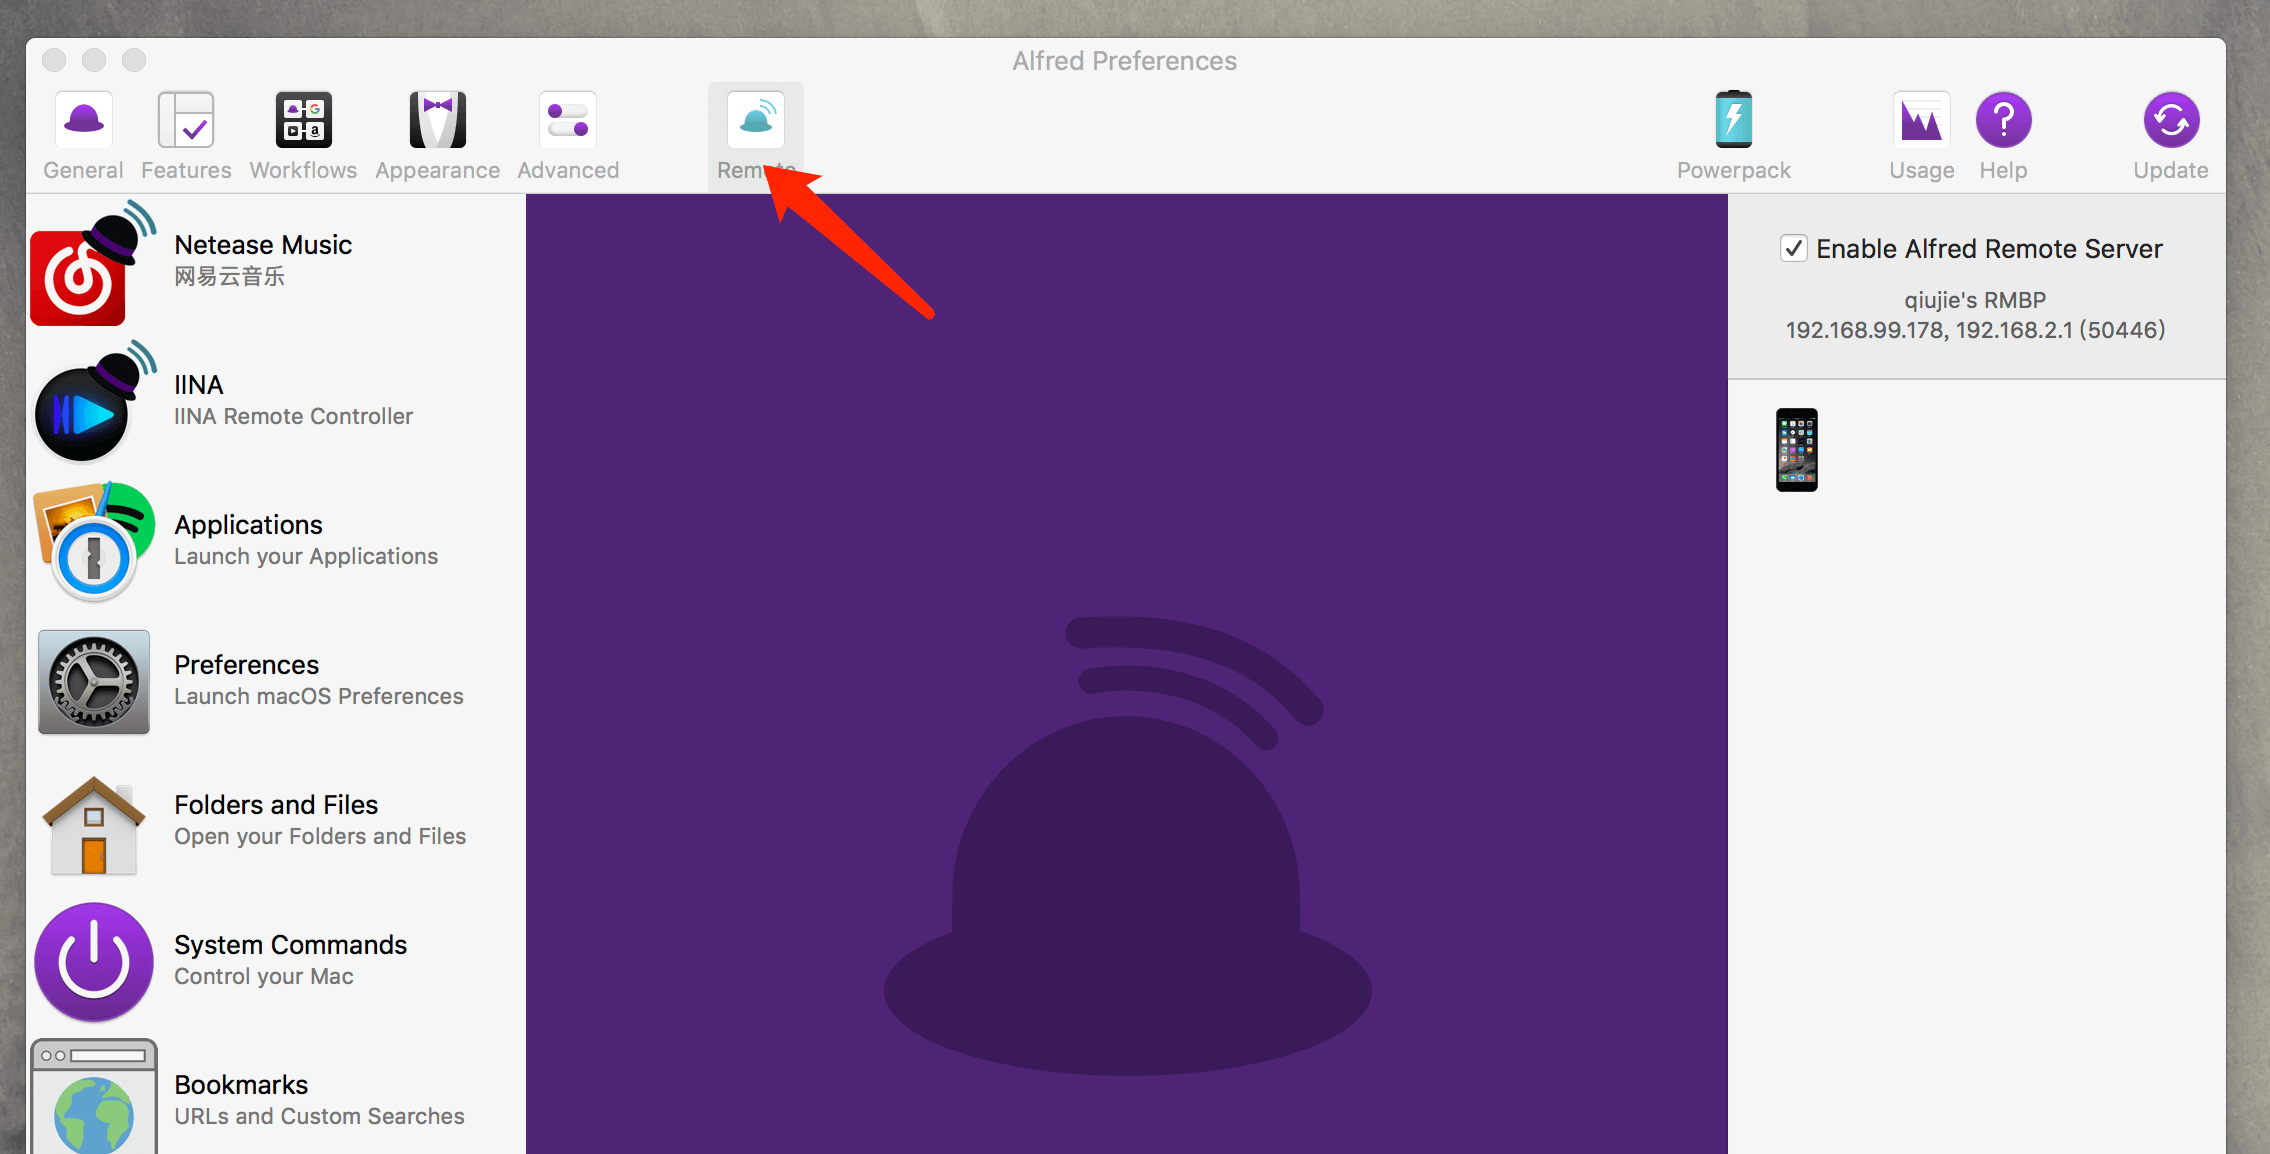 Alfred Preferences
General
Features
Workflows
Appearance
Advanced
Powerpack
Usage
Help
Update
Netease Music
网易云音乐
IINA
IINA Remote Controller
Applications
Launch your Applications
Preferences
Launch macOS Preferences
Folders and Files
Open your Folders and Files
System Commands
Control your Mac
Bookmarks
URLs and Custom Searches
Enable Alfred Remote Server
qiujie's RMBP
192.168.99.178, 192.168.2.1 (50446)